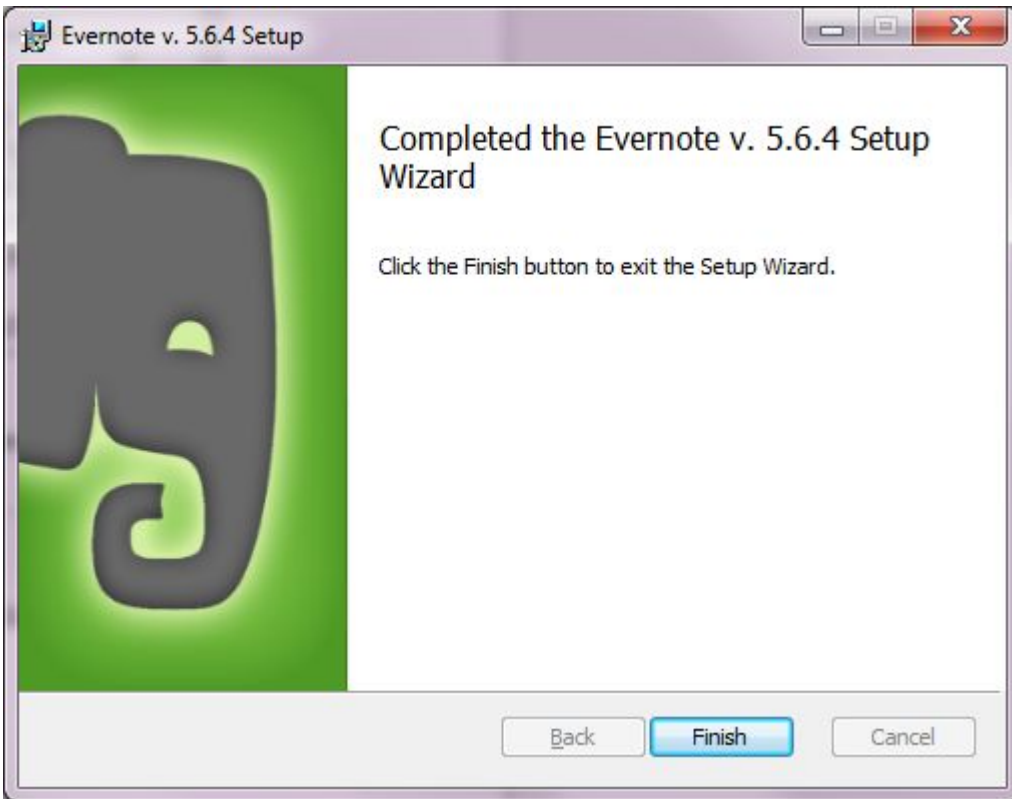 Evernote v. 5.6.4 Setup
Completed the Evernote v. 5.6.4 Setup
Wizard
Click the Finish button to exit the Setup Wizard.
Back
Finish
Cancel